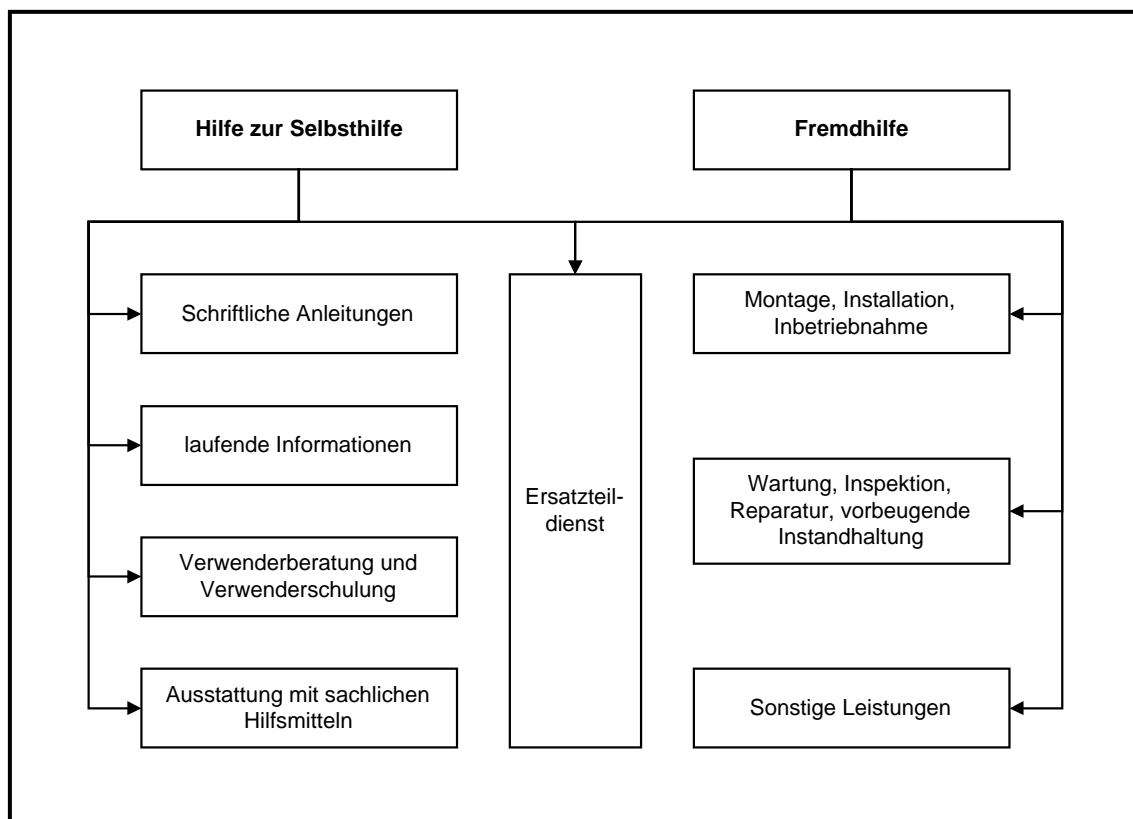 Hilfe zur Selbsthilfe
Fremdhilfe
Schriftliche Anleitungen
laufende Informationen
Verwenderberatung und
Verwenderschulung
Ausstattung mit sachlichen
Hilfsmitteln
Ersatzteil-
dienst
Montage, Installation,
Inbetriebnahme
Wartung, Inspektion,
Reparatur, vorbeugende
Instandhaltung
Sonstige Leistungen